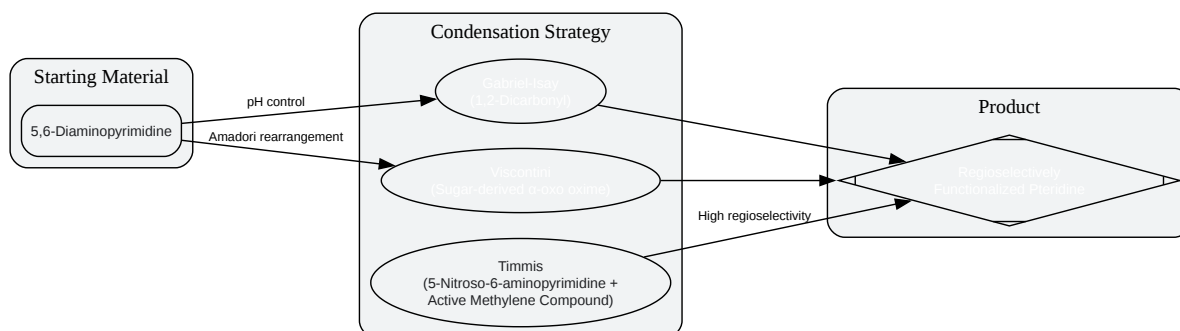 Condensation Strategy
Starting Material
5,6-Diaminopyrimidine
pH control
Amadori rearrangement
Gabriel-Isay
(1,2-Dicarbonyl)
Viscontini
(Sugar-derived α-oxo oxime)
Timmis
(5-Nitroso-6-aminopyrimidine +
Active Methylene Compound)
High regioselectivity
Product
Regioselectively
Functionalized Pteridine